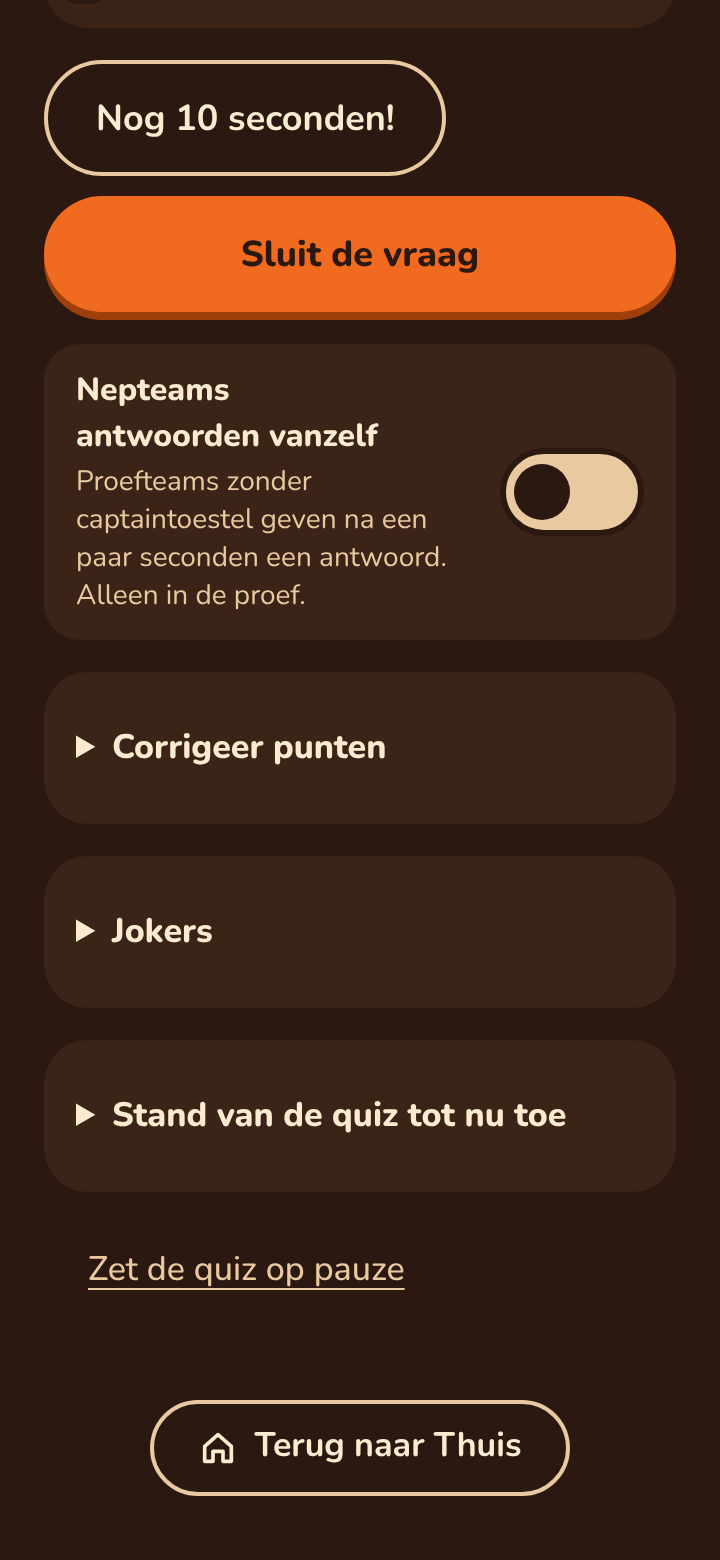 Nog 10 seconden!
Sluit de vraag
Nepteams
antwoorden vanzelf
Proefteams zonder
captaintoestel geven na een
paar seconden een antwoord.
Alleen in de proef.
Corrigeer punten
Jokers
Stand van de quiz tot nu toe
Zet de quiz op pauze
Terug naar Thuis